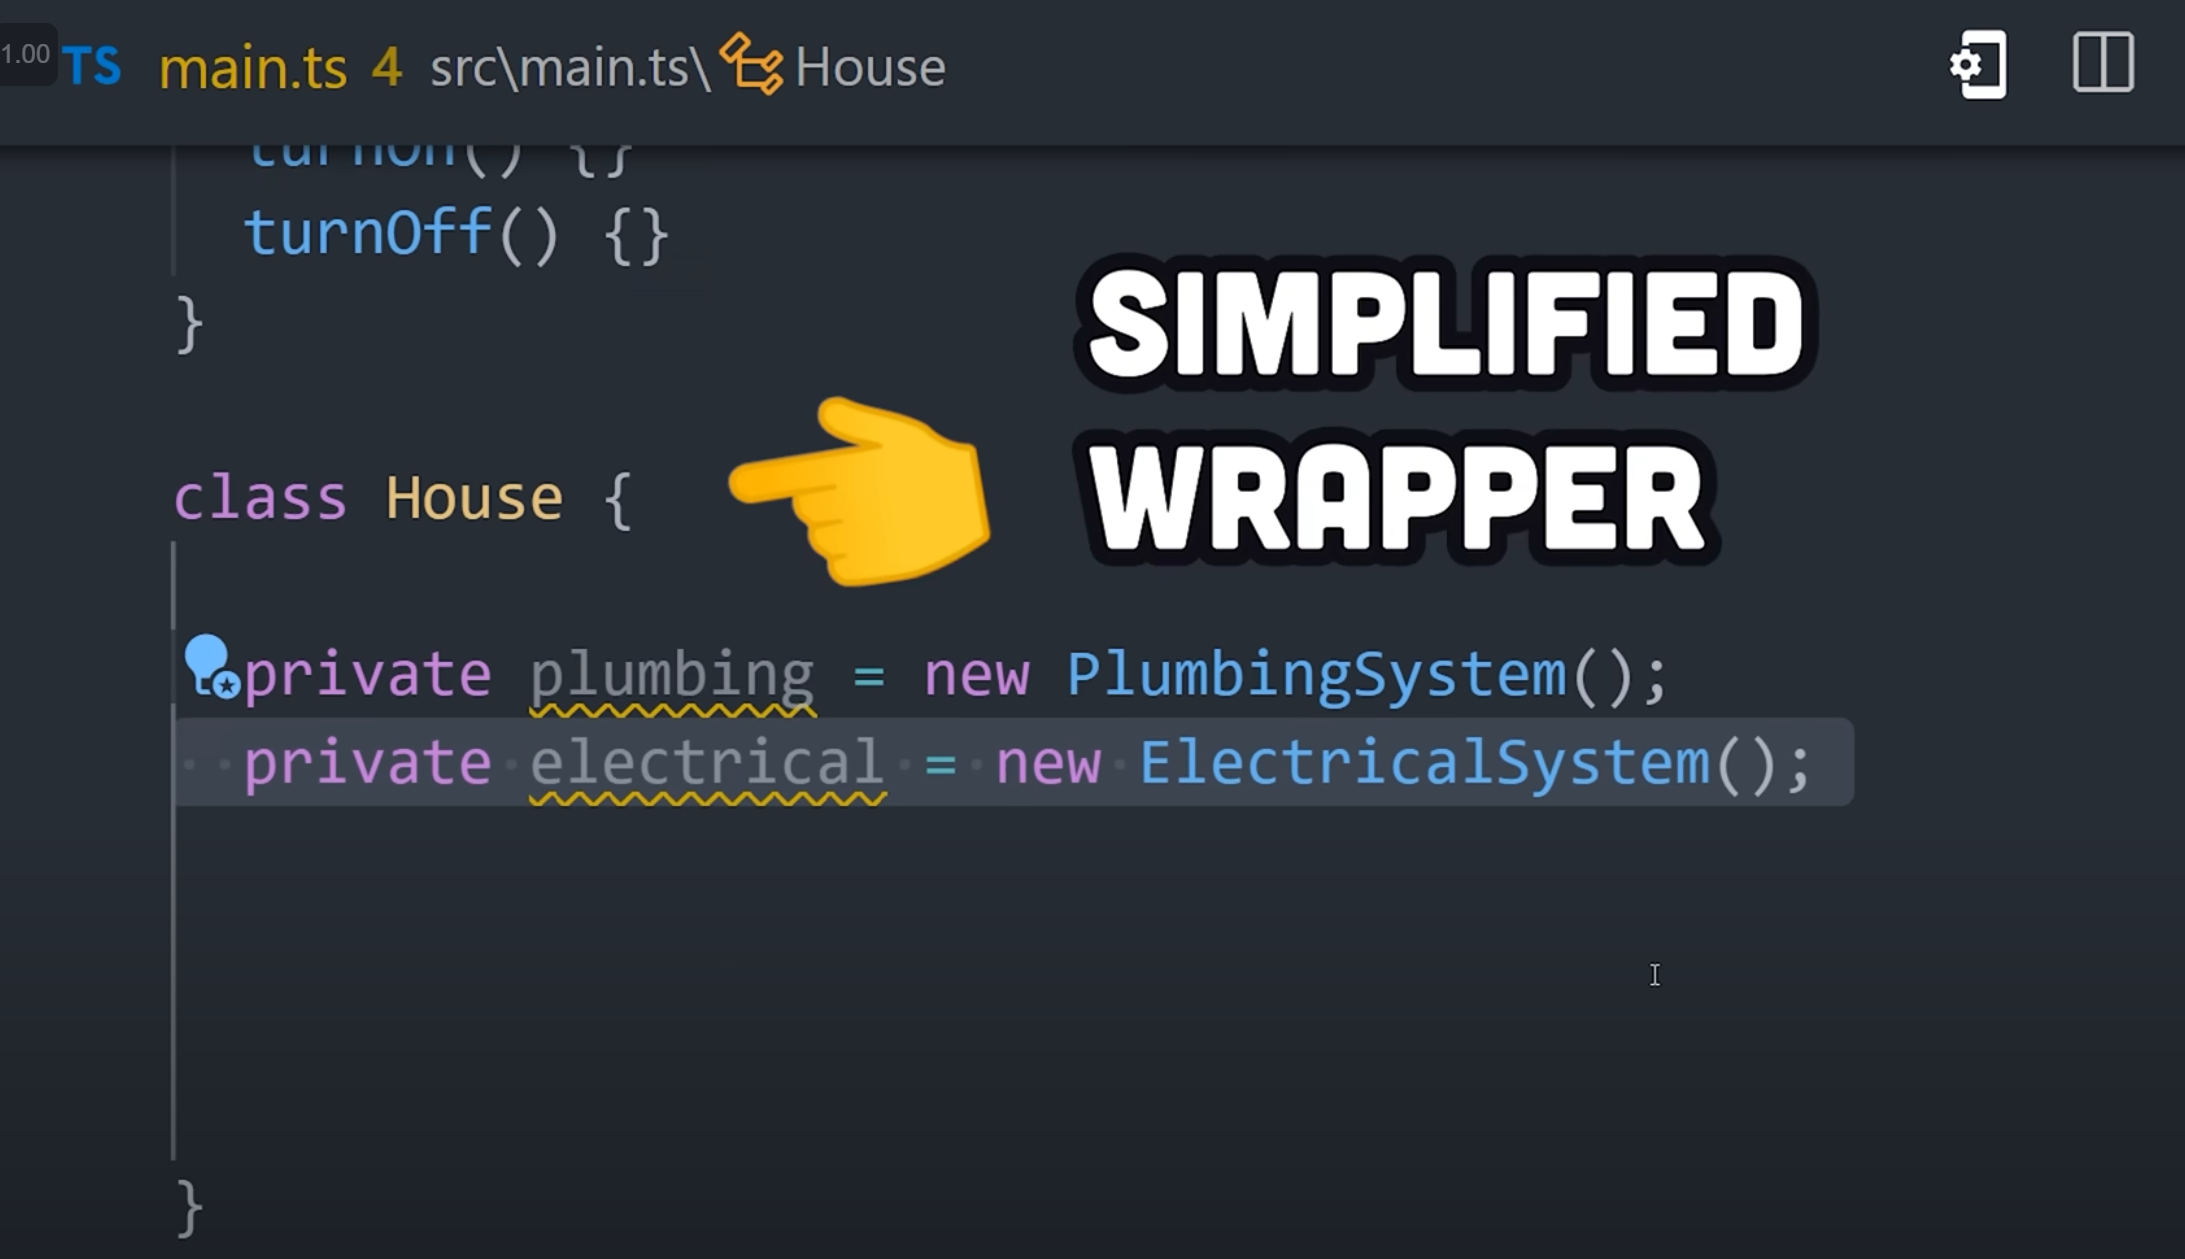 1.00 TS main.ts 4 src\main.ts\ House
turnOn() {}
turnOff() {}
}
SIMPLIFIED
WRAPPER
class House {
private plumbing = new PlumbingSystem();
private electrical = new ElectricalSystem();
}